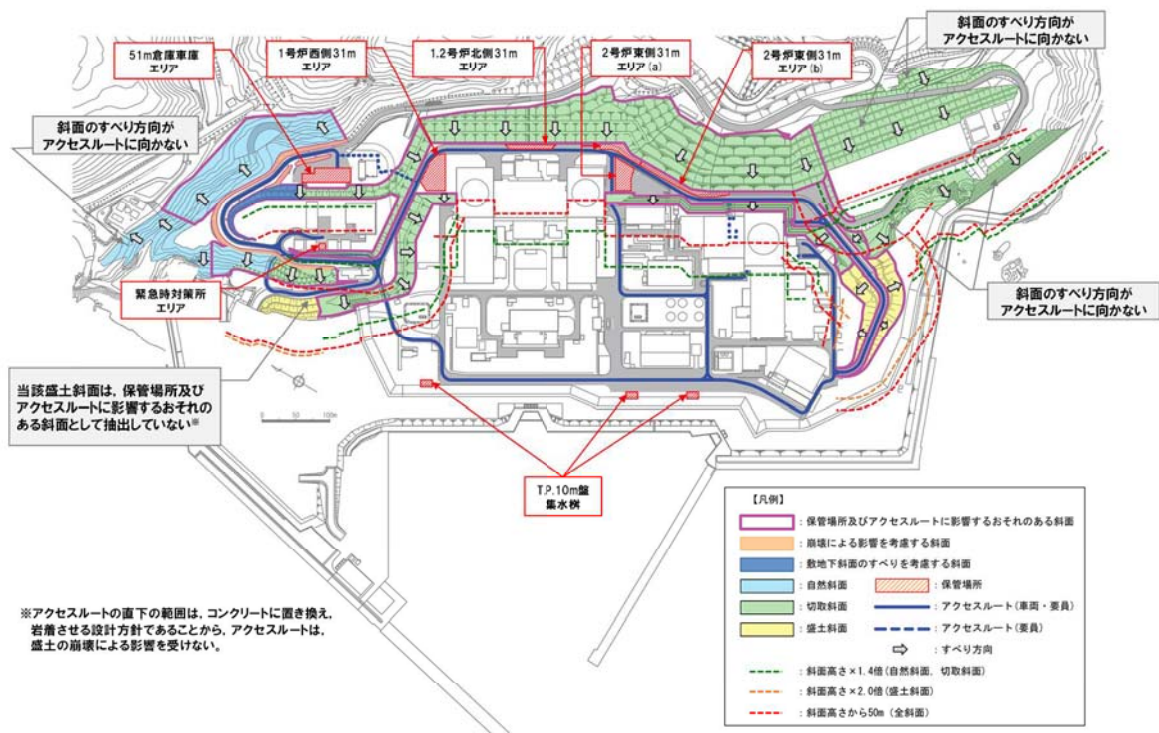 斜面のすべり方向が
アクセスルートに向かない
51m倉庫車庫
エリア
1号炉西側31m
エリア
1.2号炉北側31m
エリア
2号炉東側31m
エリア(a)
2号炉東側31m
エリア(b)
斜面のすべり方向が
アクセスルートに向かない
緊急時対策所
エリア
斜面のすべり方向が
アクセスルートに向かない
当該盛土斜面は，保管場所及び
アクセスルートに影響するおそれの
ある斜面として抽出していない※
0 50 100m
T.P.10m盤
集水桝
※アクセスルートの直下の範囲は，コンクリートに置き換え，
岩着させる設計方針であることから，アクセスルートは，
盛土の崩壊による影響を受けない。
【凡例】
：保管場所及びアクセスルートに影響するおそれのある斜面
：崩壊による影響を考慮する斜面
：敷地下斜面のすべりを考慮する斜面
：自然斜面
：保管場所
：切取斜面
：アクセスルート(車両・要員)
：盛土斜面
：アクセスルート(要員)
：すべり方向
：斜面高さ×1.4倍(自然斜面，切取斜面)
：斜面高さ×2.0倍(盛土斜面)
：斜面高さから50m (全斜面)